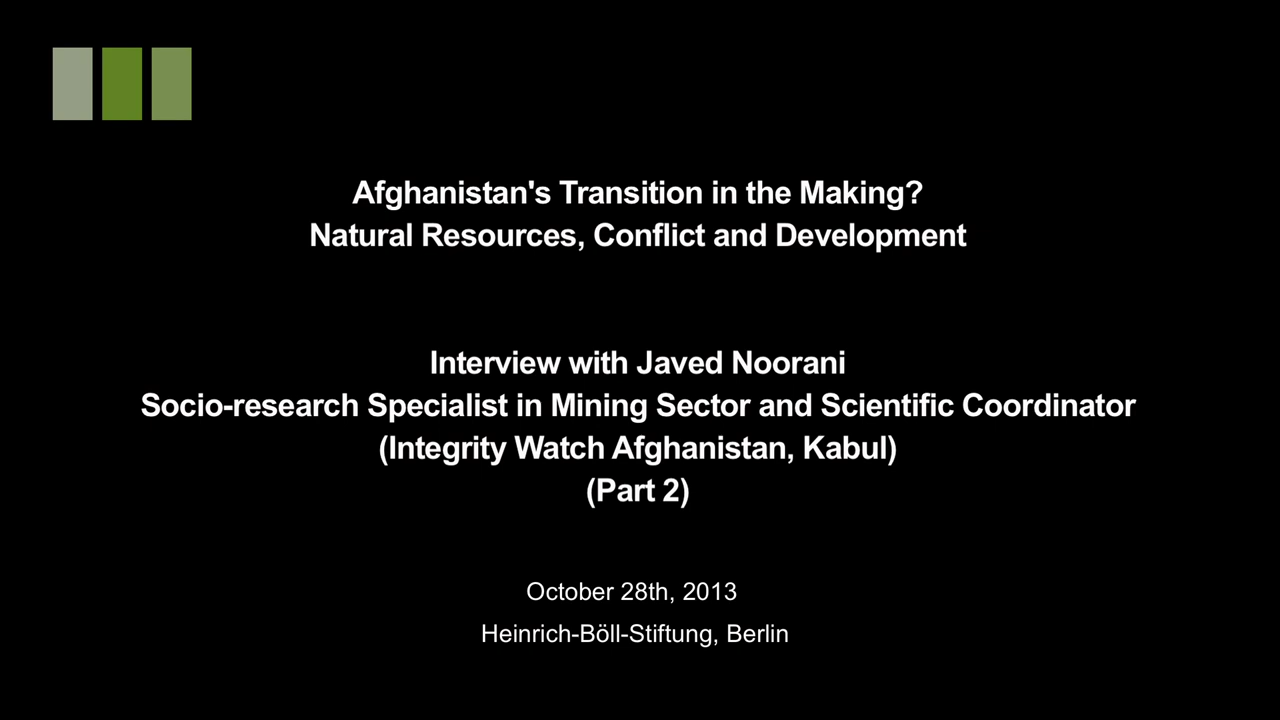 Afghanistan's Transition in the Making?
Natural Resources, Conflict and Development
Interview with Javed Noorani
Socio-research Specialist in Mining Sector and Scientific Coordinator
(Integrity Watch Afghanistan, Kabul)
(Part 2)
October 28th, 2013
Heinrich-Böll-Stiftung, Berlin